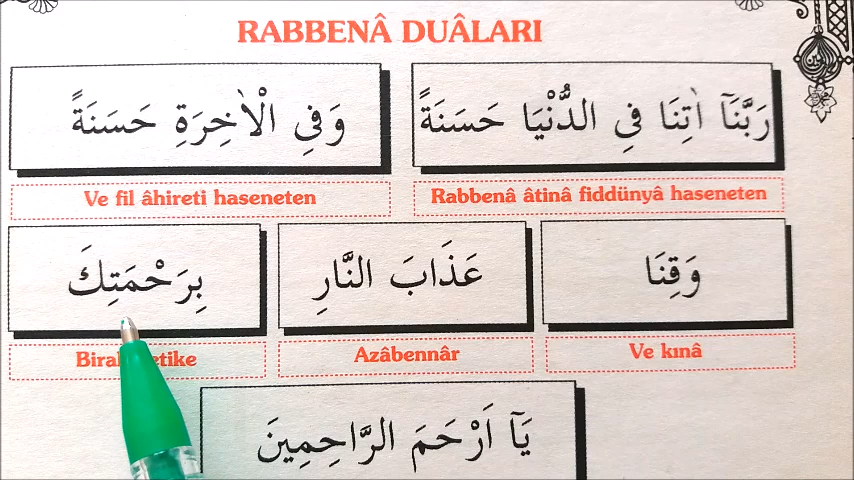 RABBENÂ DUÂLARI
رَبَّنَٓا اٰتِنَا فِي الدُّنْيَا حَسَنَةً
وَفِي الْاٰخِرَةِ حَسَنَةً
Rabbenâ âtinâ fiddünyâ haseneten
Ve fil âhireti haseneten
وَقِنَا
عَذَابَ النَّارِ
بِرَحْمَتِكَ
Ve kınâ
Azâbennâr
يَٓا اَرْحَمَ الرَّاحِمِينَ